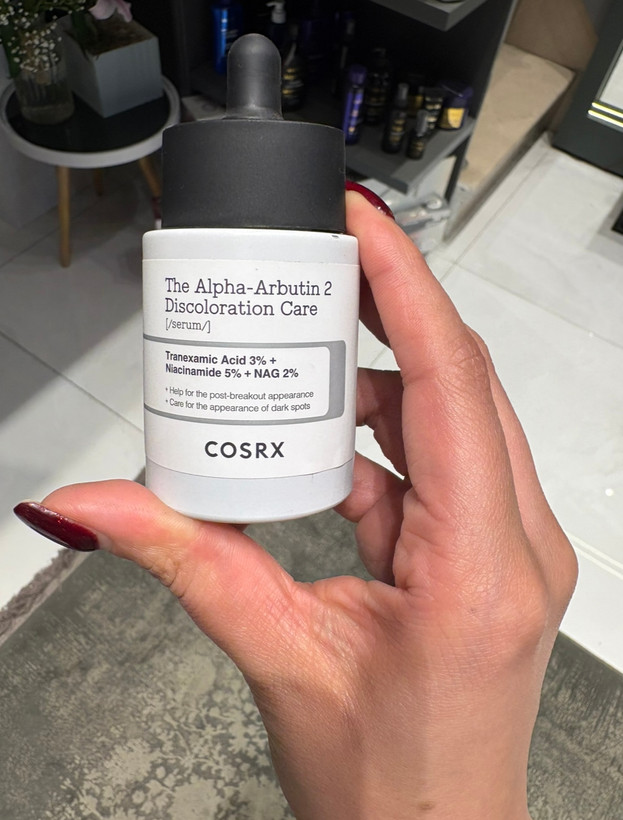 The Alpha-Arbutin 2
Discoloration Care
[/serum/]
Tranexamic Acid 3% +
Niacinamide 5% + NAG 2%
• Help for the post-breakout appearance
• Care for the appearance of dark spots
COSRX